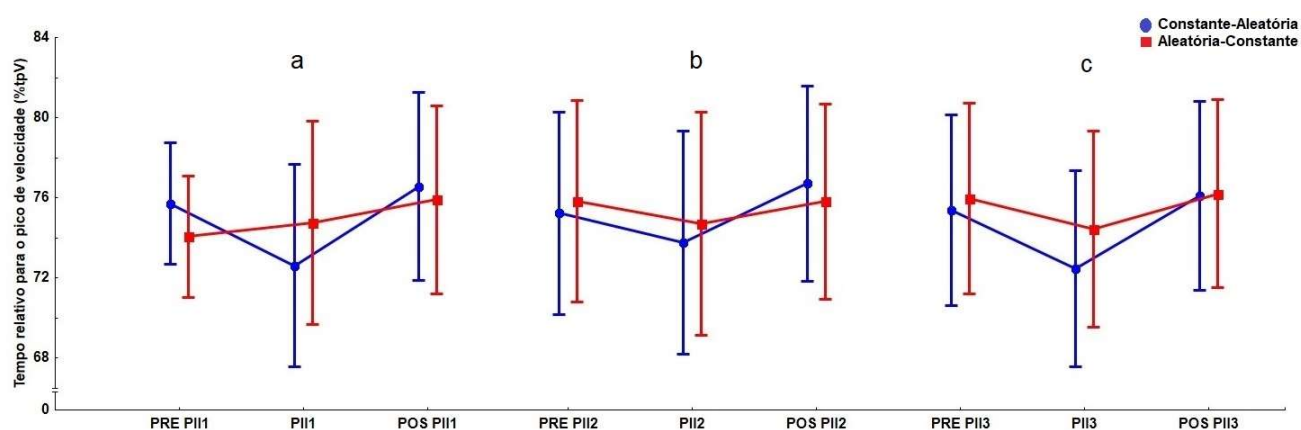 Constante-Aleatória
Aleatória-Constante
Tempo relativo para o pico de velocidade (%tpV)
84
80
76
72
68
0
a
b
c
PRE PII1
PII1
POS PII1
PRE PII2
PII2
POS PII2
PRE PII3
PII3
POS PII3